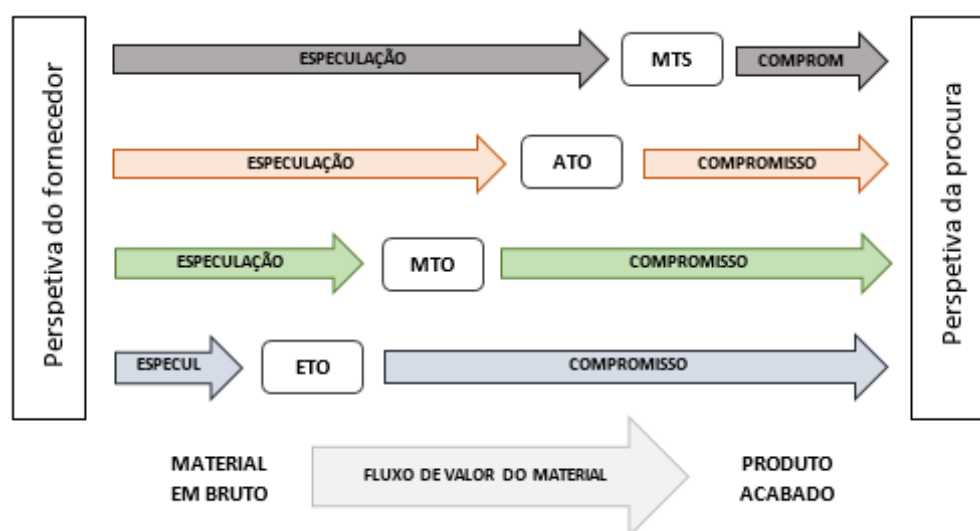 Perspetiva do fornecedor
ESPECULAÇÃO
MTS
COMPROM
ESPECULAÇÃO
ATO
COMPROMISSO
ESPECULAÇÃO
MTO
COMPROMISSO
ESPECUL
ETO
COMPROMISSO
Perspetiva da procura
MATERIAL
EM BRUTO
FLUXO DE VALOR DO MATERIAL
PRODUTO
ACABADO